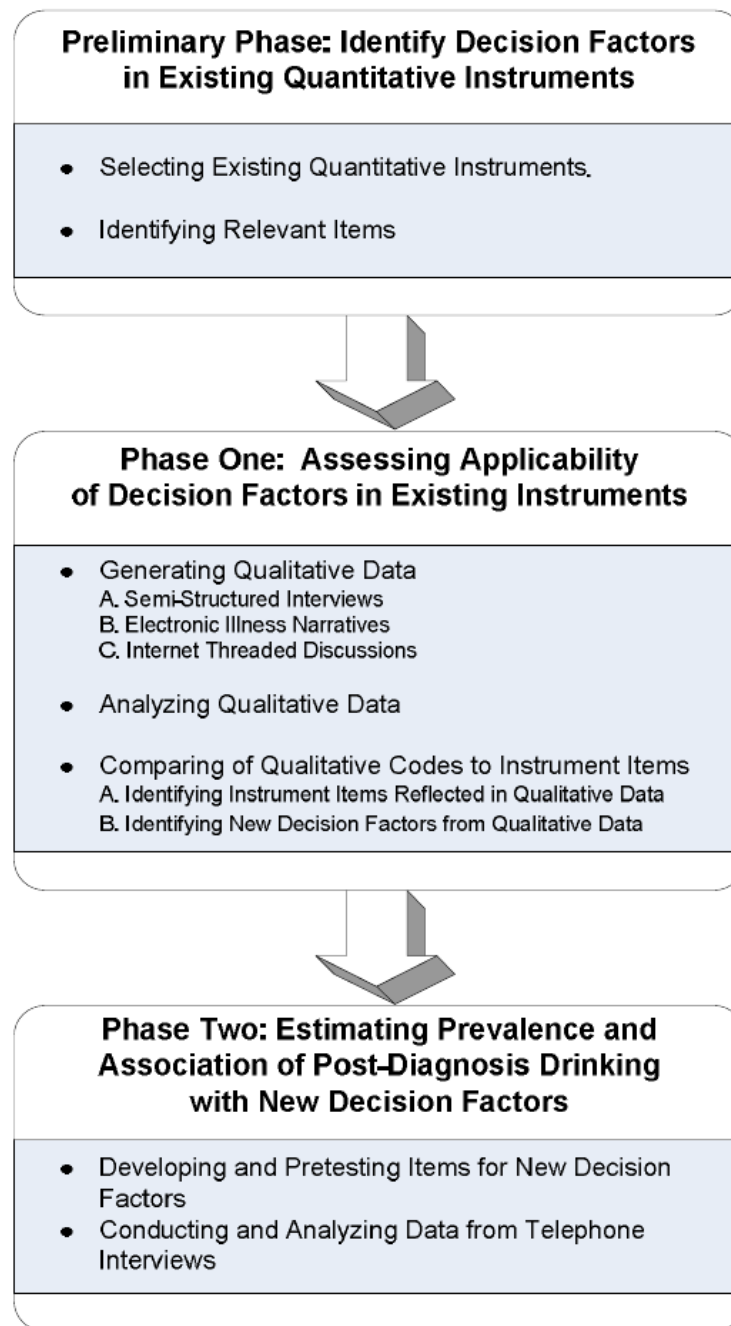 Preliminary Phase: Identify Decision Factors
in Existing Quantitative Instruments
• Selecting Existing Quantitative Instruments.
• Identifying Relevant Items
Phase One: Assessing Applicability
of Decision Factors in Existing Instruments
• Generating Qualitative Data
A. Semi-Structured Interviews
B. Electronic Illness Narratives
C. Internet Threaded Discussions
• Analyzing Qualitative Data
• Comparing of Qualitative Codes to Instrument Items
A. Identifying Instrument Items Reflected in Qualitative Data
B. Identifying New Decision Factors from Qualitative Data
Phase Two: Estimating Prevalence and
Association of Post-Diagnosis Drinking
with New Decision Factors
• Developing and Pretesting Items for New Decision
Factors
• Conducting and Analyzing Data from Telephone
Interviews